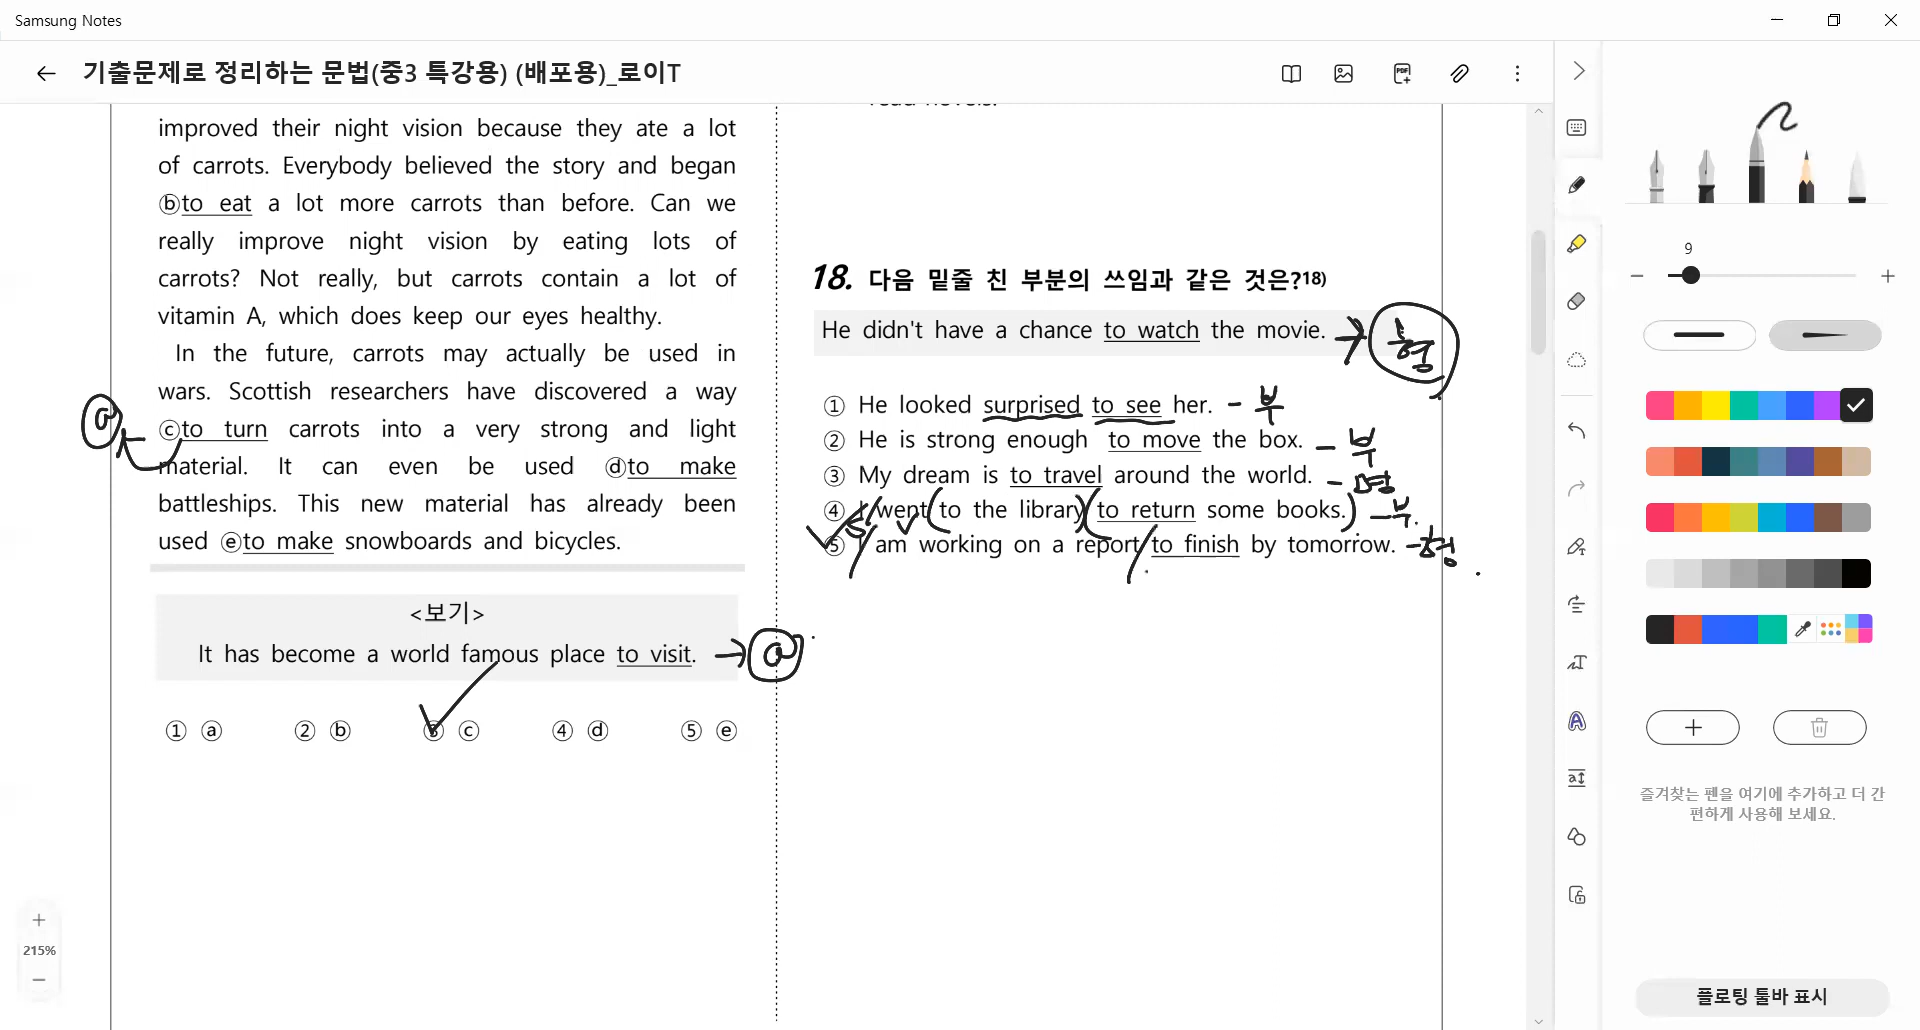 Samsung Notes
기출문제로 정리하는 문법(중3 특강용) (배포용)_로이T
improved their night vision because they ate a lot
of carrots. Everybody believed the story and began
ⓑto eat a lot more carrots than before. Can we
really improve night vision by eating lots of
carrots? Not really, but carrots contain a lot of
vitamin A, which does keep our eyes healthy.
In the future, carrots may actually be used in
wars. Scottish researchers have discovered a way
ⓒto turn carrots into a very strong and light
material. It can even be used ⓓto make
battleships. This new material has already been
used ⓔto make snowboards and bicycles.
<보기>
It has become a world famous place to visit.
① ⓐ ② ⓑ ③ ⓒ ④ ⓓ ⑤ ⓔ
read novels.
18. 다음 밑줄 친 부분의 쓰임과 같은 것은?18)
He didn't have a chance to watch the movie. → 형
① He looked surprised to see her. - 부
② He is strong enough to move the box. - 부
③ My dream is to travel around the world. - 명
④ I went to the library to return some books. - 부
⑤ I am working on a report to finish by tomorrow. - 형
9
즐겨찾는 펜을 여기에 추가하고 더 간
편하게 사용해 보세요.
플로팅 툴바 표시
215%